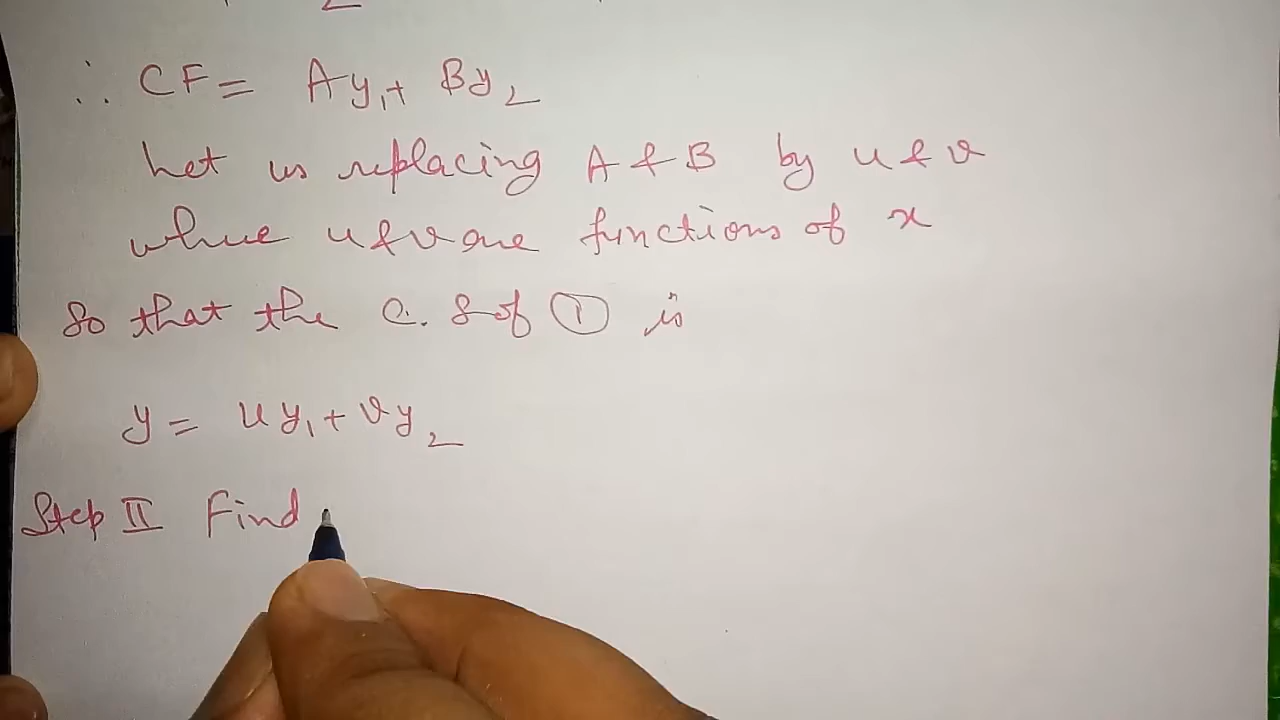 ∴ CF = Ay₁ + By₂
Let us replacing A & B by u & v
where u & v are functions of x
So that the C. S of ① is
y = uy₁ + vy₂
Step II Find